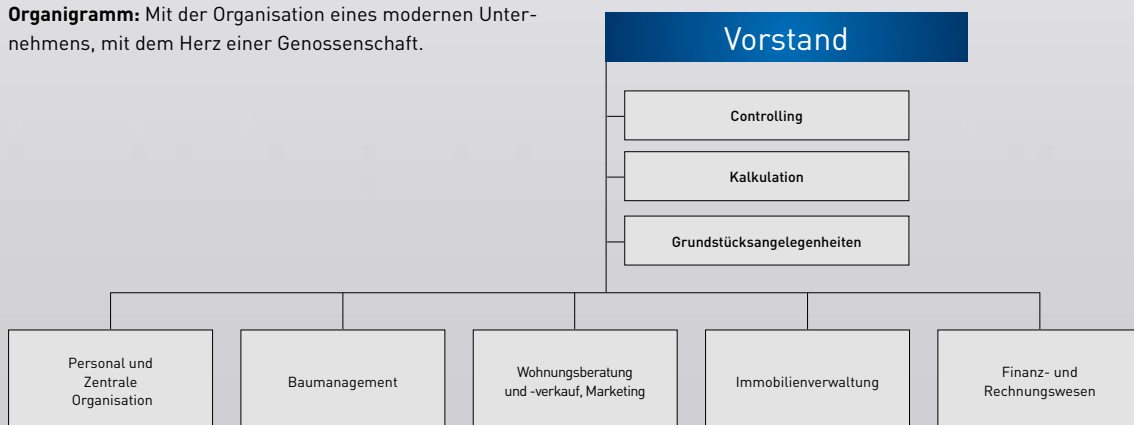 Organigramm: Mit der Organisation eines modernen Unter-
nehmens, mit dem Herz einer Genossenschaft.
Vorstand
Controlling
Kalkulation
Grundstücksangelegenheiten
Personal und
Zentrale
Organisation
Baumanagement
Wohnungsberatung
und -verkauf, Marketing
Immobilienverwaltung
Finanz- und
Rechnungswesen